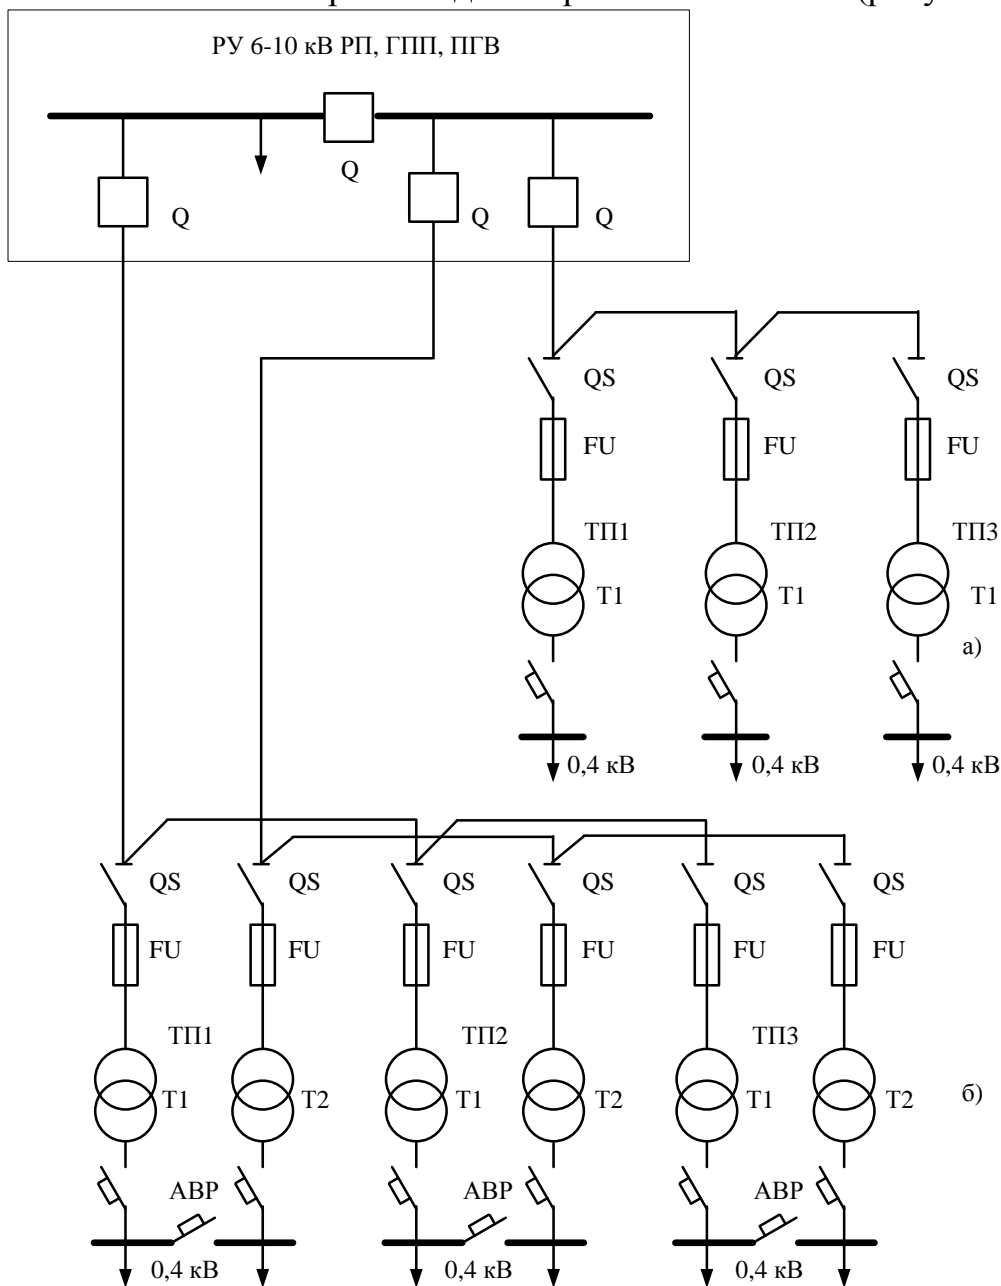 РУ 6-10 кВ РП, ГПП, ПГВ
Q
Q Q Q
QS QS QS
FU FU FU
ТП1 ТП2 ТП3
Т1 Т1 Т1
а)
0,4 кВ 0,4 кВ 0,4 кВ
QS QS QS QS QS QS
FU FU FU FU FU FU
ТП1 ТП2 ТП3
Т1 Т2 Т1 Т2 Т1 Т2 б)
АВР АВР АВР
0,4 кВ 0,4 кВ 0,4 кВ